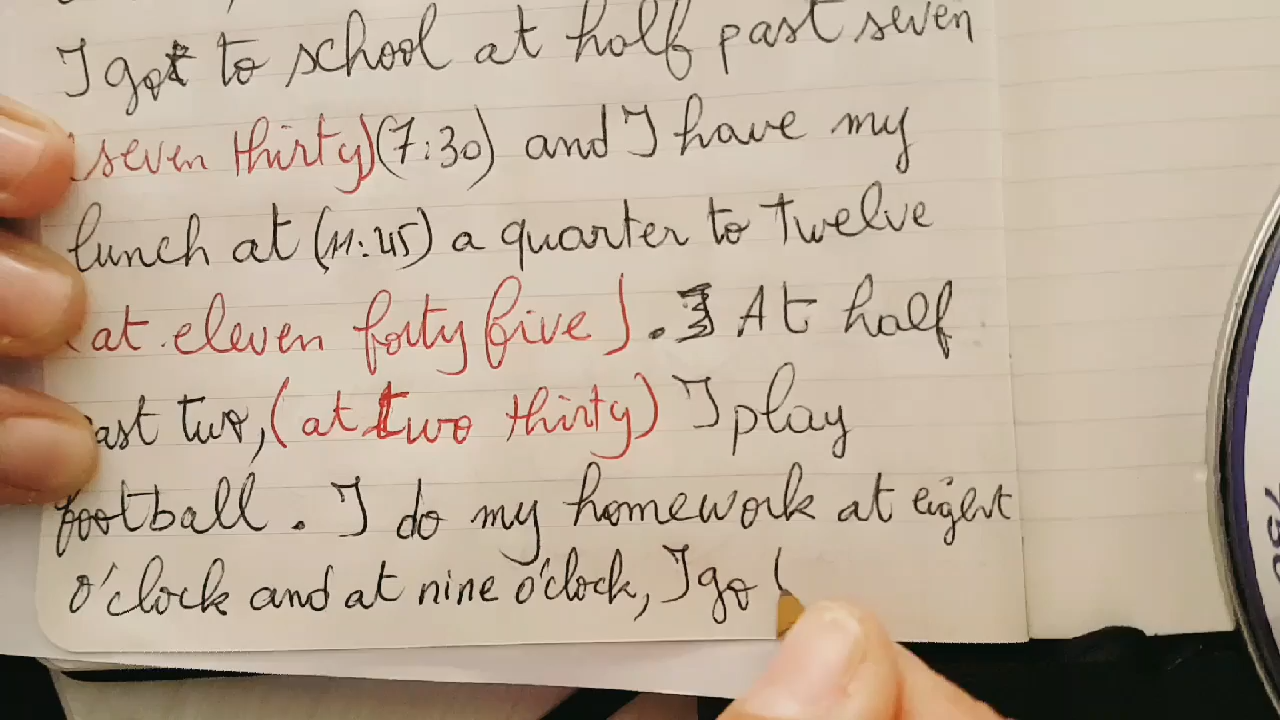 I go to school at half past seven
(seven thirty) (7:30) and I have my
lunch at (11:45) a quarter to twelve
(at eleven forty five). At half
past two, (at two thirty) I play
football. I do my homework at eight
o'clock and at nine o'clock, I go